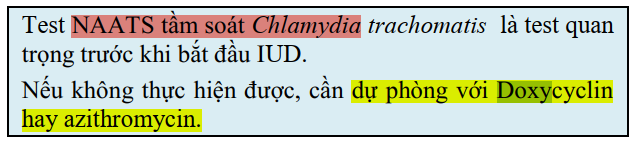 Test NAATS tầm soát Chlamydia trachomatis là test quan
trọng trước khi bắt đầu IUD.
Nếu không thực hiện được, cần dự phòng với Doxycyclin
hay azithromycin.